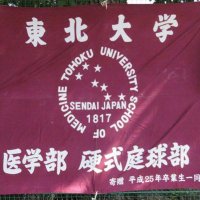 東北大学
TOHOKU UNIVERSITY SCHOOL OF MEDICINE
SENDAI JAPAN
1817
医学部 硬式庭球部
寄贈 平成25年卒業生一同